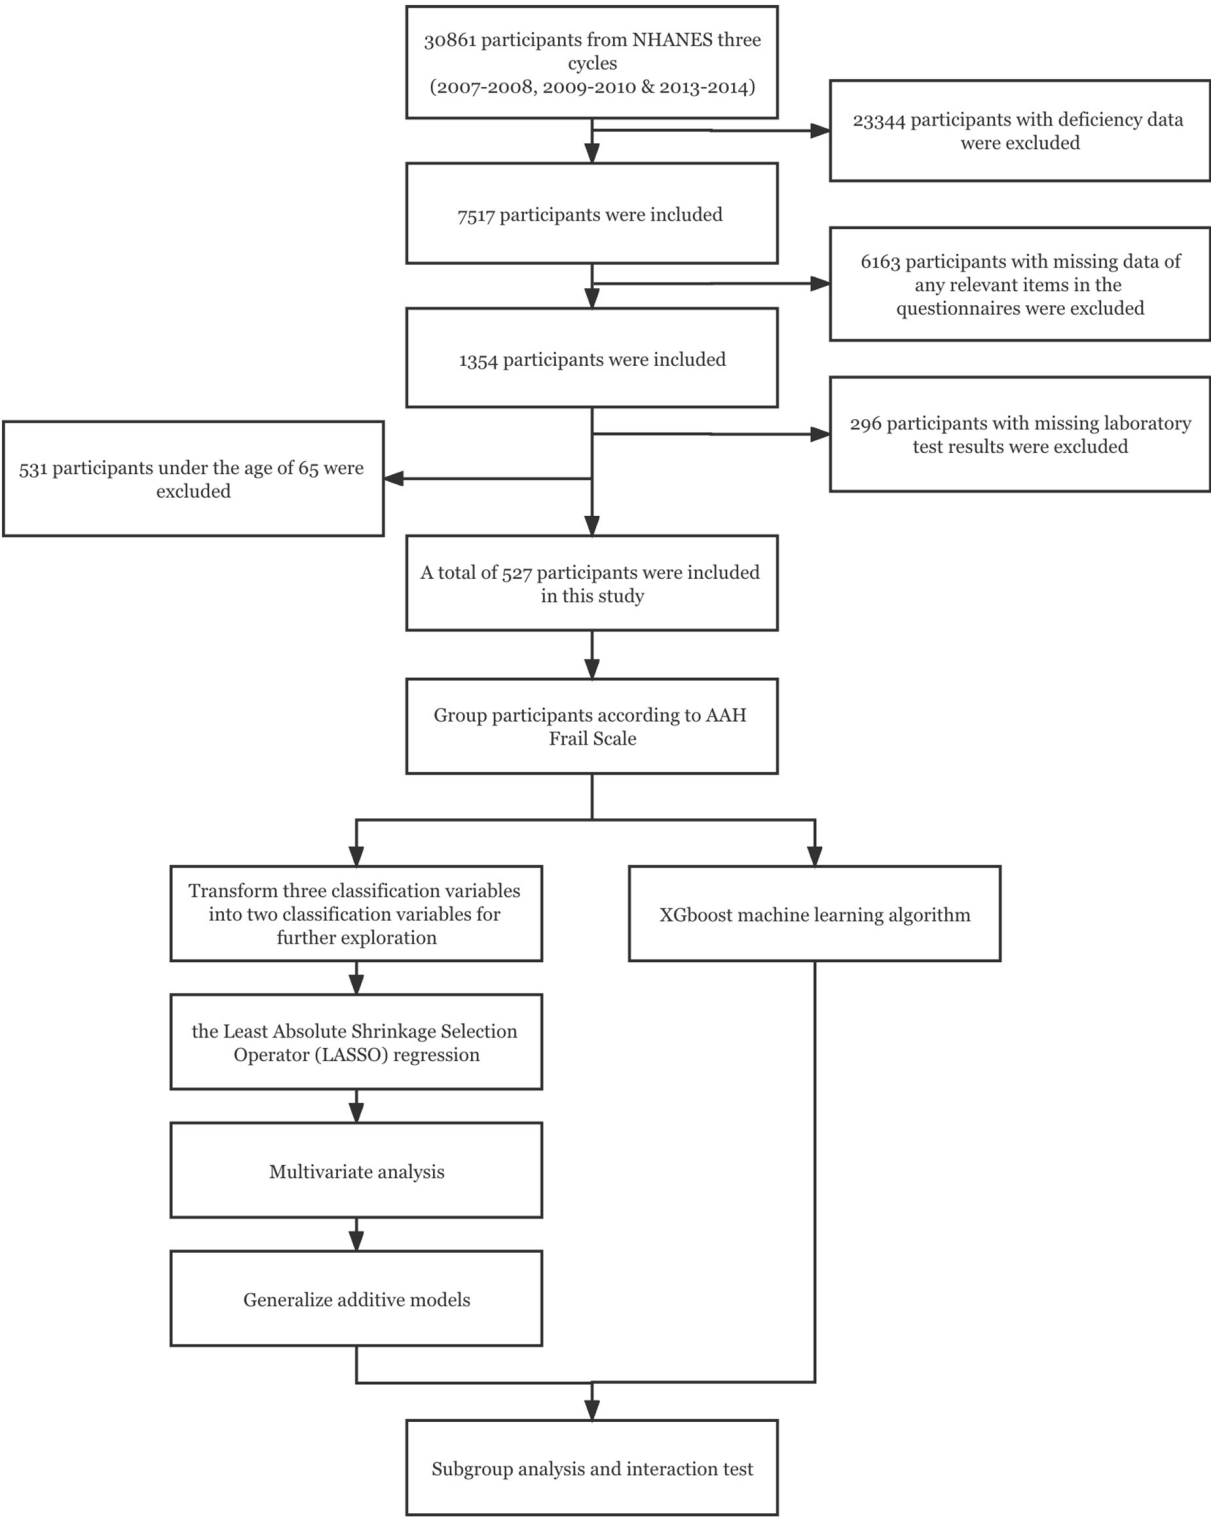 30861 participants from NHANES three
cycles
(2007-2008, 2009-2010 & 2013-2014)
23344 participants with deficiency data
were excluded
7517 participants were included
6163 participants with missing data of
any relevant items in the
questionnaires were excluded
1354 participants were included
296 participants with missing laboratory
test results were excluded
531 participants under the age of 65 were
excluded
A total of 527 participants were included
in this study
Group participants according to AAH
Frail Scale
Transform three classification variables
into two classification variables for
further exploration
XGboost machine learning algorithm
the Least Absolute Shrinkage Selection
Operator (LASSO) regression
Multivariate analysis
Generalize additive models
Subgroup analysis and interaction test